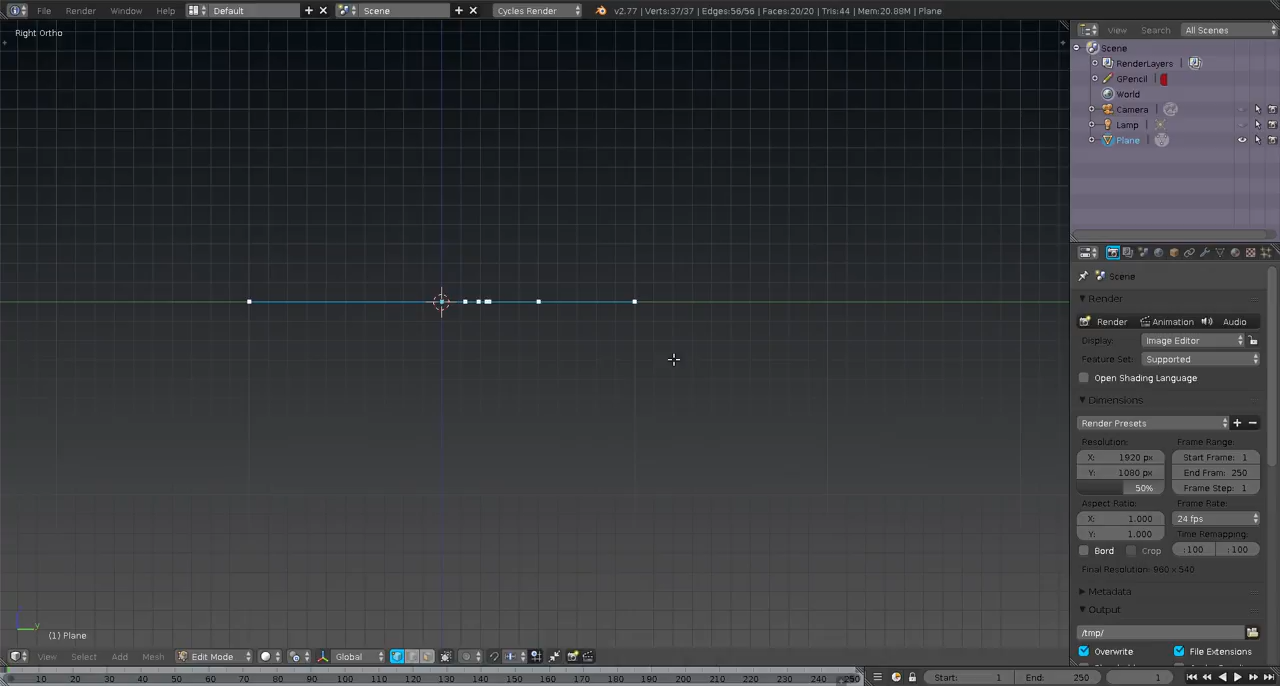 File Render Window Help Default Scene Cycles Render v2.77 | Verts:37/37 | Edges:56/56 | Faces:20/20 | Tris:44 | Mem:20.88M | Plane
Right Ortho
View Search All Scenes
Scene
RenderLayers
GPencil
World
Camera
Lamp
Plane
Scene
Render
Render Animation Audio
Display: Image Editor
Feature Set: Supported
Open Shading Language
Dimensions
Render Presets
Resolution: Frame Range:
X: 1920 px Start Frame: 1
Y: 1080 px End Fram: 250
50% Frame Step: 1
Aspect Ratio: Frame Rate:
X: 1.000 24 fps
Y: 1.000 Time Remapping:
Bord Crop :100 :100
Final Resolution: 960 x 540
Metadata
Output
/tmp/
Overwrite File Extensions
y
(1) Plane
View Select Add Mesh Edit Mode Global
10 20 30 40 50 60 70 80 90 100 110 120 130 140 150 160 170 180 190 200 210 220 230 240 250
Start: 1 End: 250 1